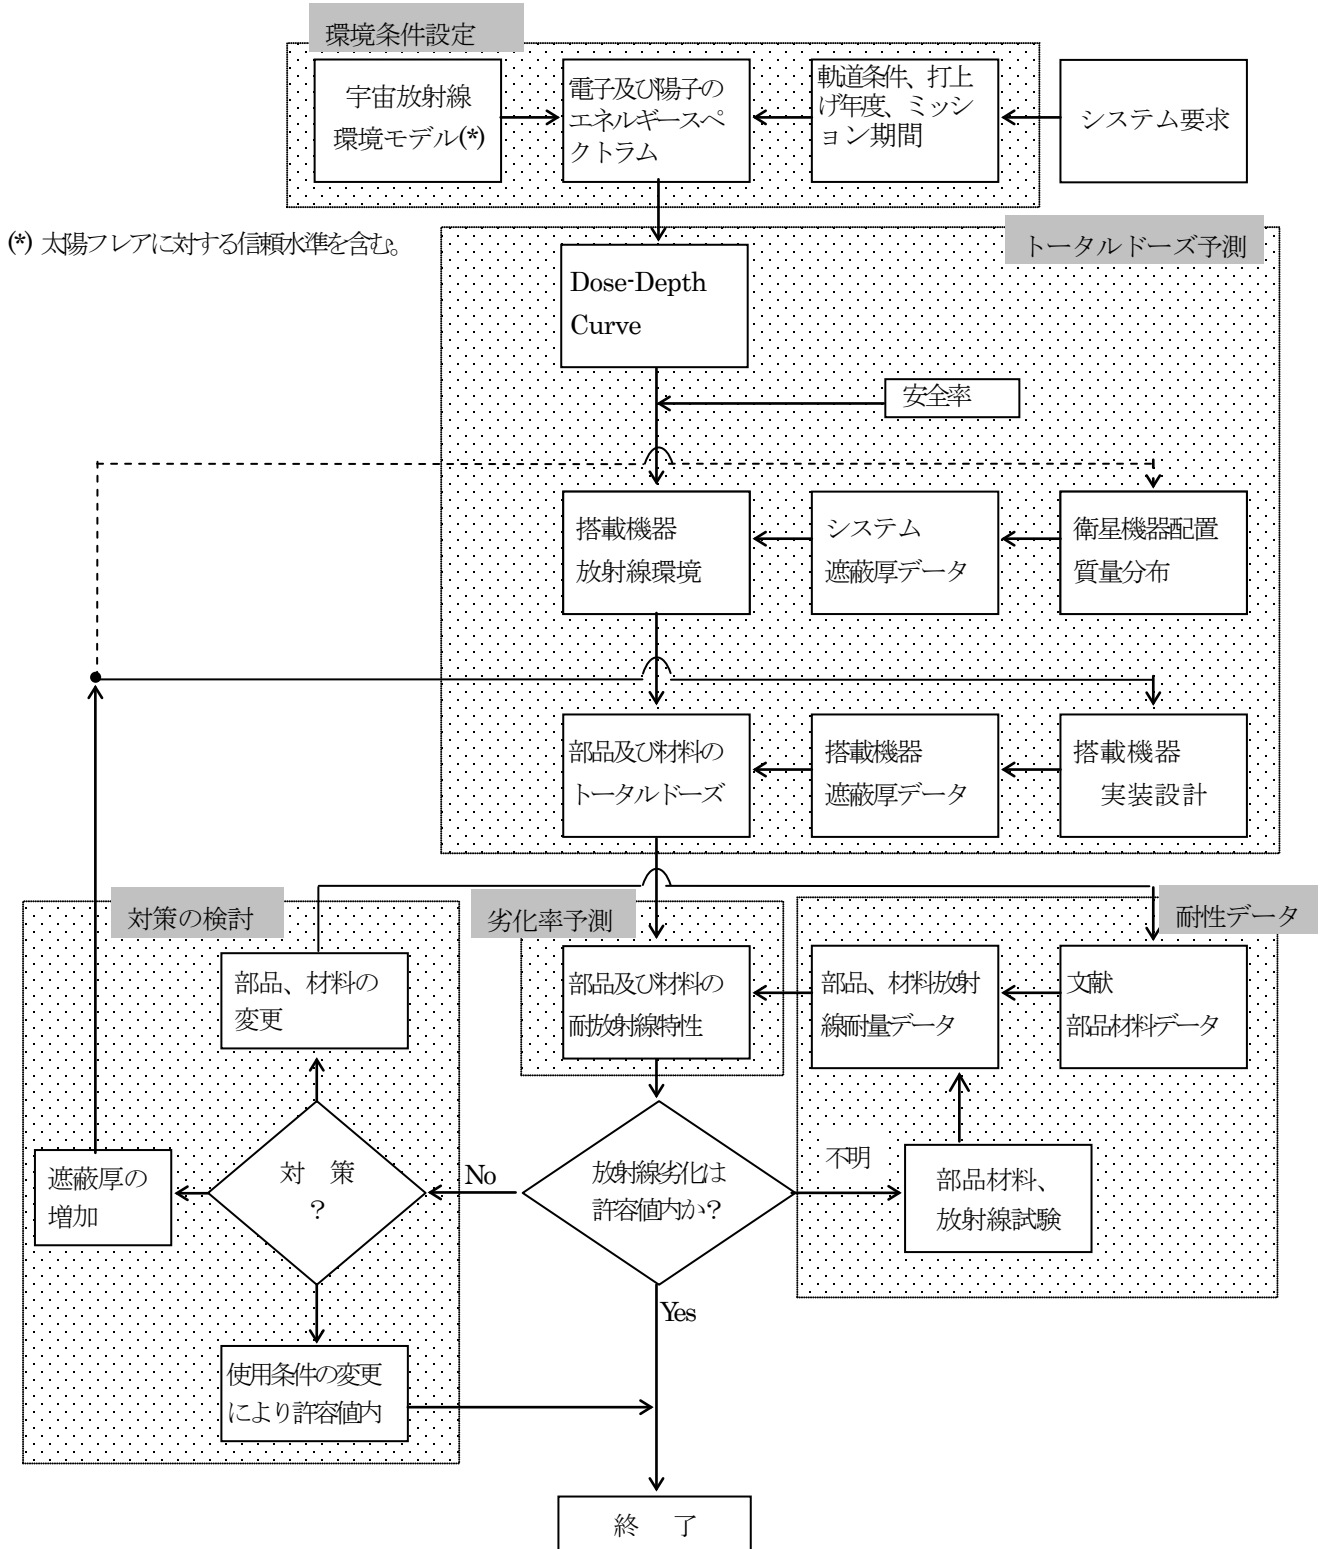 環境条件設定
宇宙放射線
環境モデル(*)
電子及び陽子の
エネルギースペ
クトラム
軌道条件、打上
げ年度、ミッシ
ョン期間
システム要求
(*) 太陽フレアに対する信頼水準を含む。
トータルドーズ予測
Dose-Depth
Curve
安全率
搭載機器
放射線環境
システム
遮蔽厚データ
衛星機器配置
質量分布
部品及び材料の
トータルドーズ
搭載機器
遮蔽厚データ
搭載機器
実装設計
対策の検討
劣化率予測
耐性データ
部品、材料の
変更
部品及び材料の
耐放射線特性
部品、材料放射
線耐量データ
文献
部品材料データ
遮蔽厚の
増加
対 策
?
No
放射線劣化は
許容値内か?
不明
部品材料、
放射線試験
Yes
使用条件の変更
により許容値内
終 了